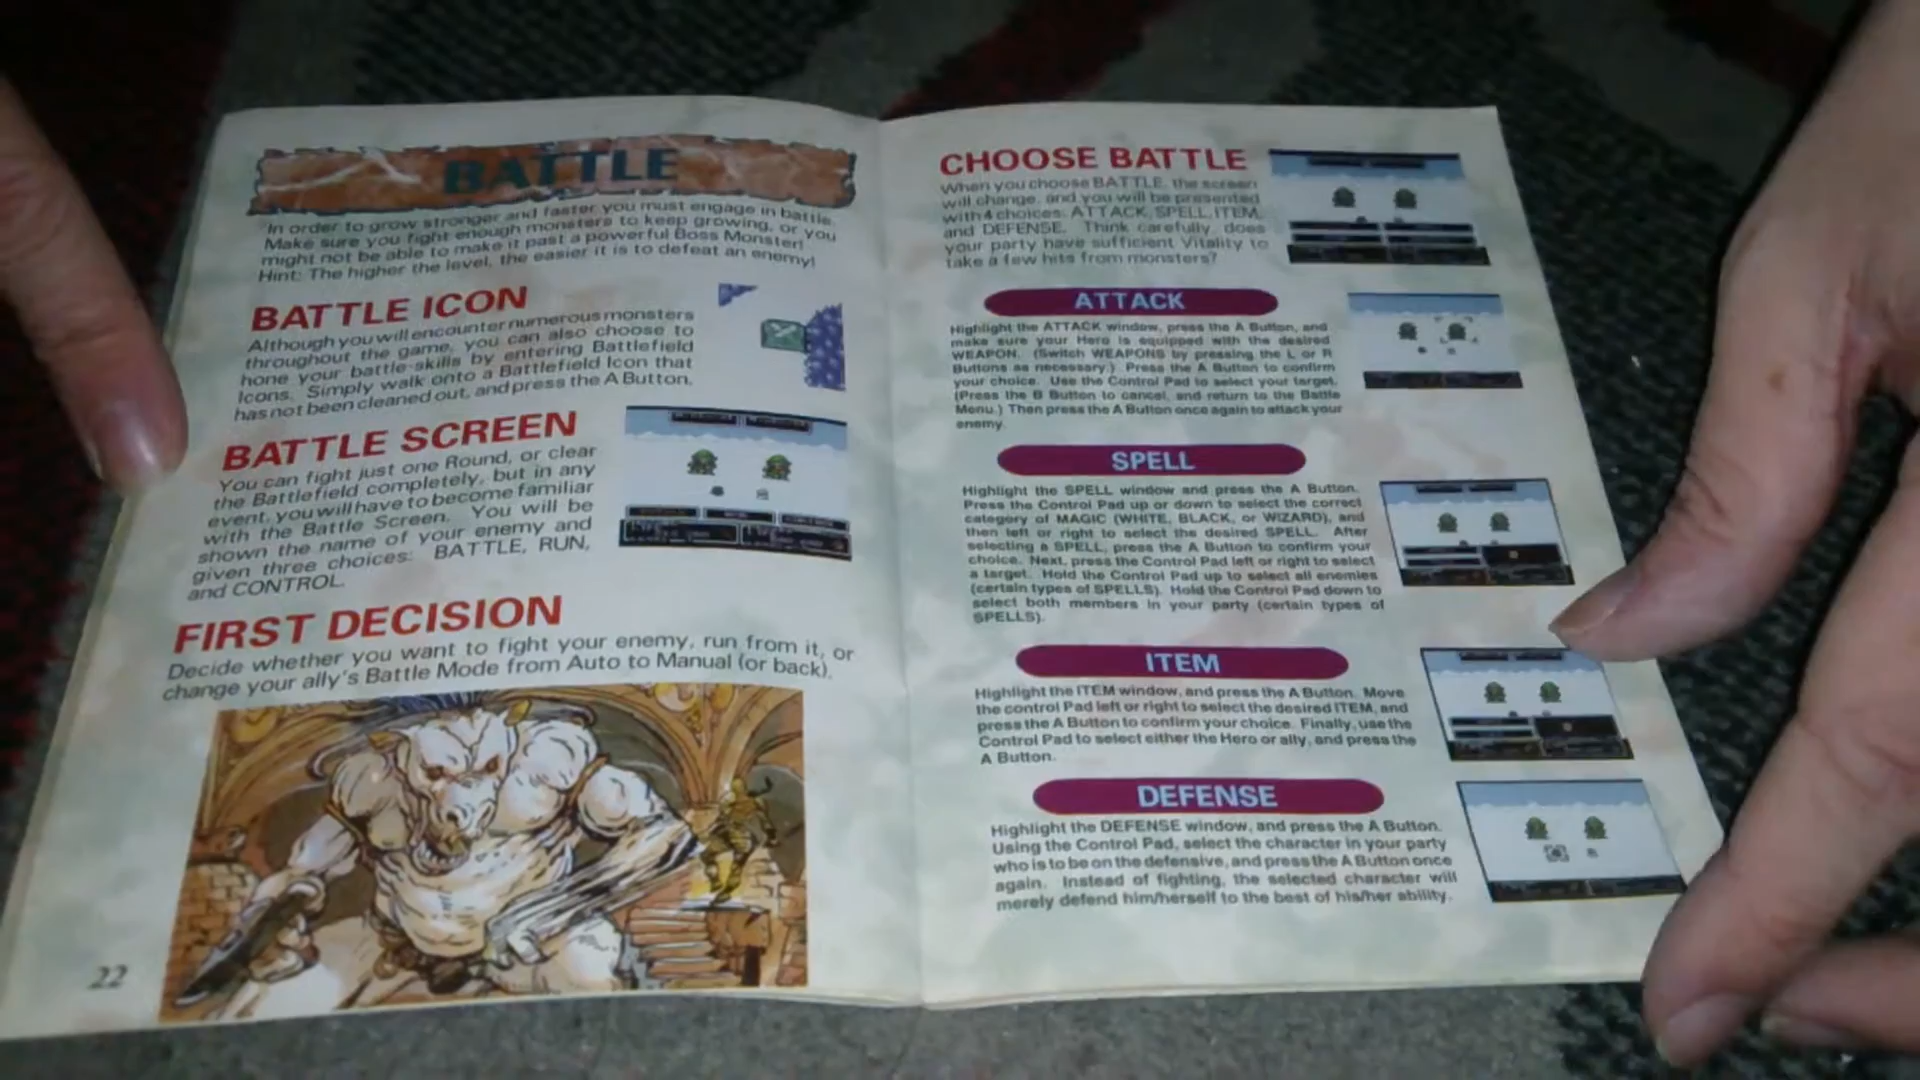 BATTLE
In order to grow stronger and faster you must engage in battle.
Make sure you fight enough monsters to keep growing, or you
might not be able to make it past a powerful Boss Monster!
Hint: The higher the level, the easier it is to defeat an enemy!
BATTLE ICON
Although you will encounter numerous monsters
throughout the game, you can also choose to
hone your battle-skills by entering Battlefield
Icons. Simply walk onto a Battlefield Icon that
has not been cleaned out, and press the A Button.
BATTLE SCREEN
You can fight just one Round, or clear
the Battlefield completely, but in any
event, you will have to become familiar
with the Battle Screen. You will be
shown the name of your enemy and
given three choices: BATTLE, RUN,
and CONTROL.
FIRST DECISION
Decide whether you want to fight your enemy, run from it, or
change your ally's Battle Mode from Auto to Manual (or back).
22
CHOOSE BATTLE
When you choose BATTLE, the screen
will change, and you will be presented
with 4 choices: ATTACK, SPELL, ITEM,
and DEFENSE. Think carefully, does
your party have sufficient Vitality to
take a few hits from monsters?
ATTACK
Highlight the ATTACK window, press the A Button, and
make sure your Hero is equipped with the desired
WEAPON. (Switch WEAPONS by pressing the L or R
Buttons as necessary.) Press the A Button to confirm
your choice. Use the Control Pad to select your target.
(Press the B Button to cancel, and return to the Battle
Menu.) Then press the A Button once again to attack your
enemy.
SPELL
Highlight the SPELL window and press the A Button.
Press the Control Pad up or down to select the correct
category of MAGIC (WHITE, BLACK, or WIZARD), and
then left or right to select the desired SPELL. After
selecting a SPELL, press the A Button to confirm your
choice. Next, press the Control Pad left or right to select
a target. Hold the Control Pad up to select all enemies
(certain types of SPELLS). Hold the Control Pad down to
select both members in your party (certain types of
SPELLS).
ITEM
Highlight the ITEM window, and press the A Button. Move
the control Pad left or right to select the desired ITEM, and
press the A Button to confirm your choice. Finally, use the
Control Pad to select either the Hero or ally, and press the
A Button.
DEFENSE
Highlight the DEFENSE window, and press the A Button.
Using the Control Pad, select the character in your party
who is to be on the defensive, and press the A Button once
again. Instead of fighting, the selected character will
merely defend him/herself to the best of his/her ability.